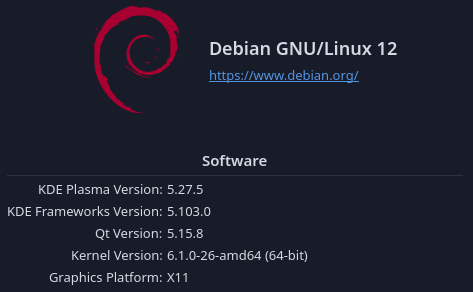 Debian GNU/Linux 12
https://www.debian.org/
Software
KDE Plasma Version: 5.27.5
KDE Frameworks Version: 5.103.0
Qt Version: 5.15.8
Kernel Version: 6.1.0-26-amd64 (64-bit)
Graphics Platform: X11